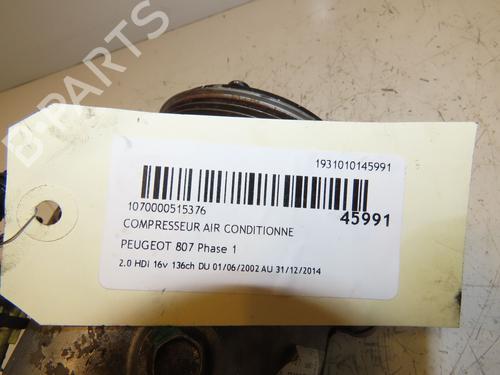 B-PARTS
1931010145991
1070000515376
45991
COMPRESSEUR AIR CONDITIONNE
PEUGEOT 807 Phase 1
2.0 HDi 16v 136ch DU 01/06/2002 AU 31/12/2014